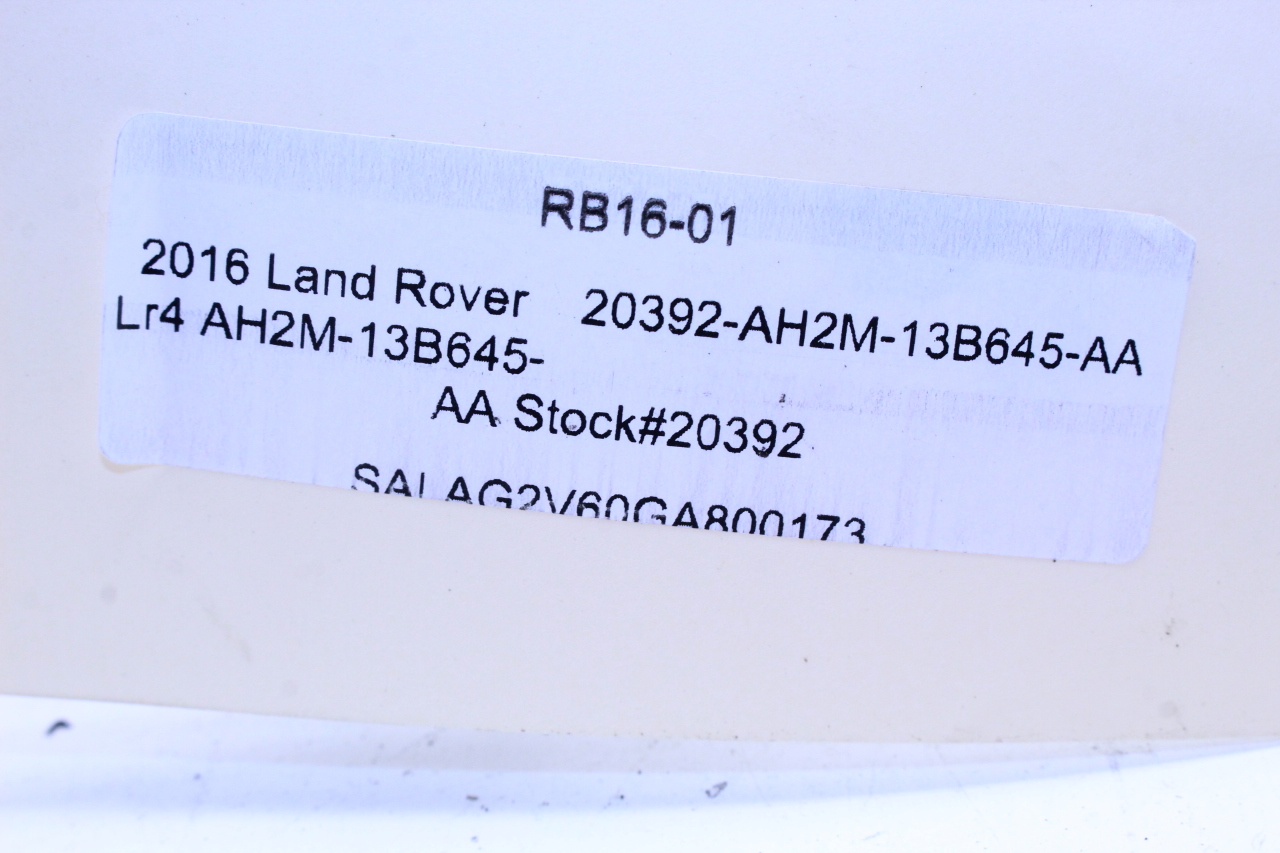 RB16-01
2016 Land Rover 20392-AH2M-13B645-AA
Lr4 AH2M-13B645-
AA Stock#20392
SALAG2V60GA800173